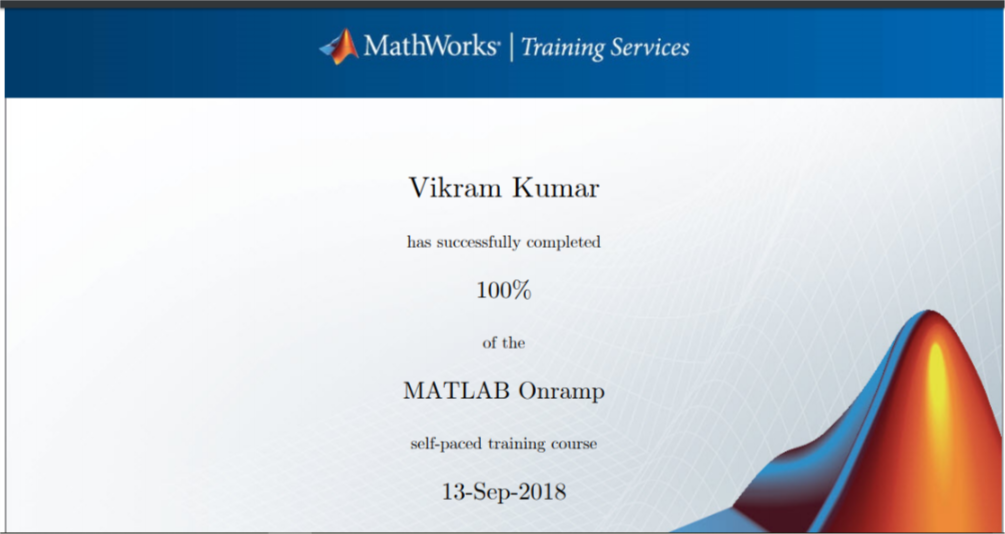 MathWorks® | Training Services
Vikram Kumar
has successfully completed
100%
of the
MATLAB Onramp
self-paced training course
13-Sep-2018